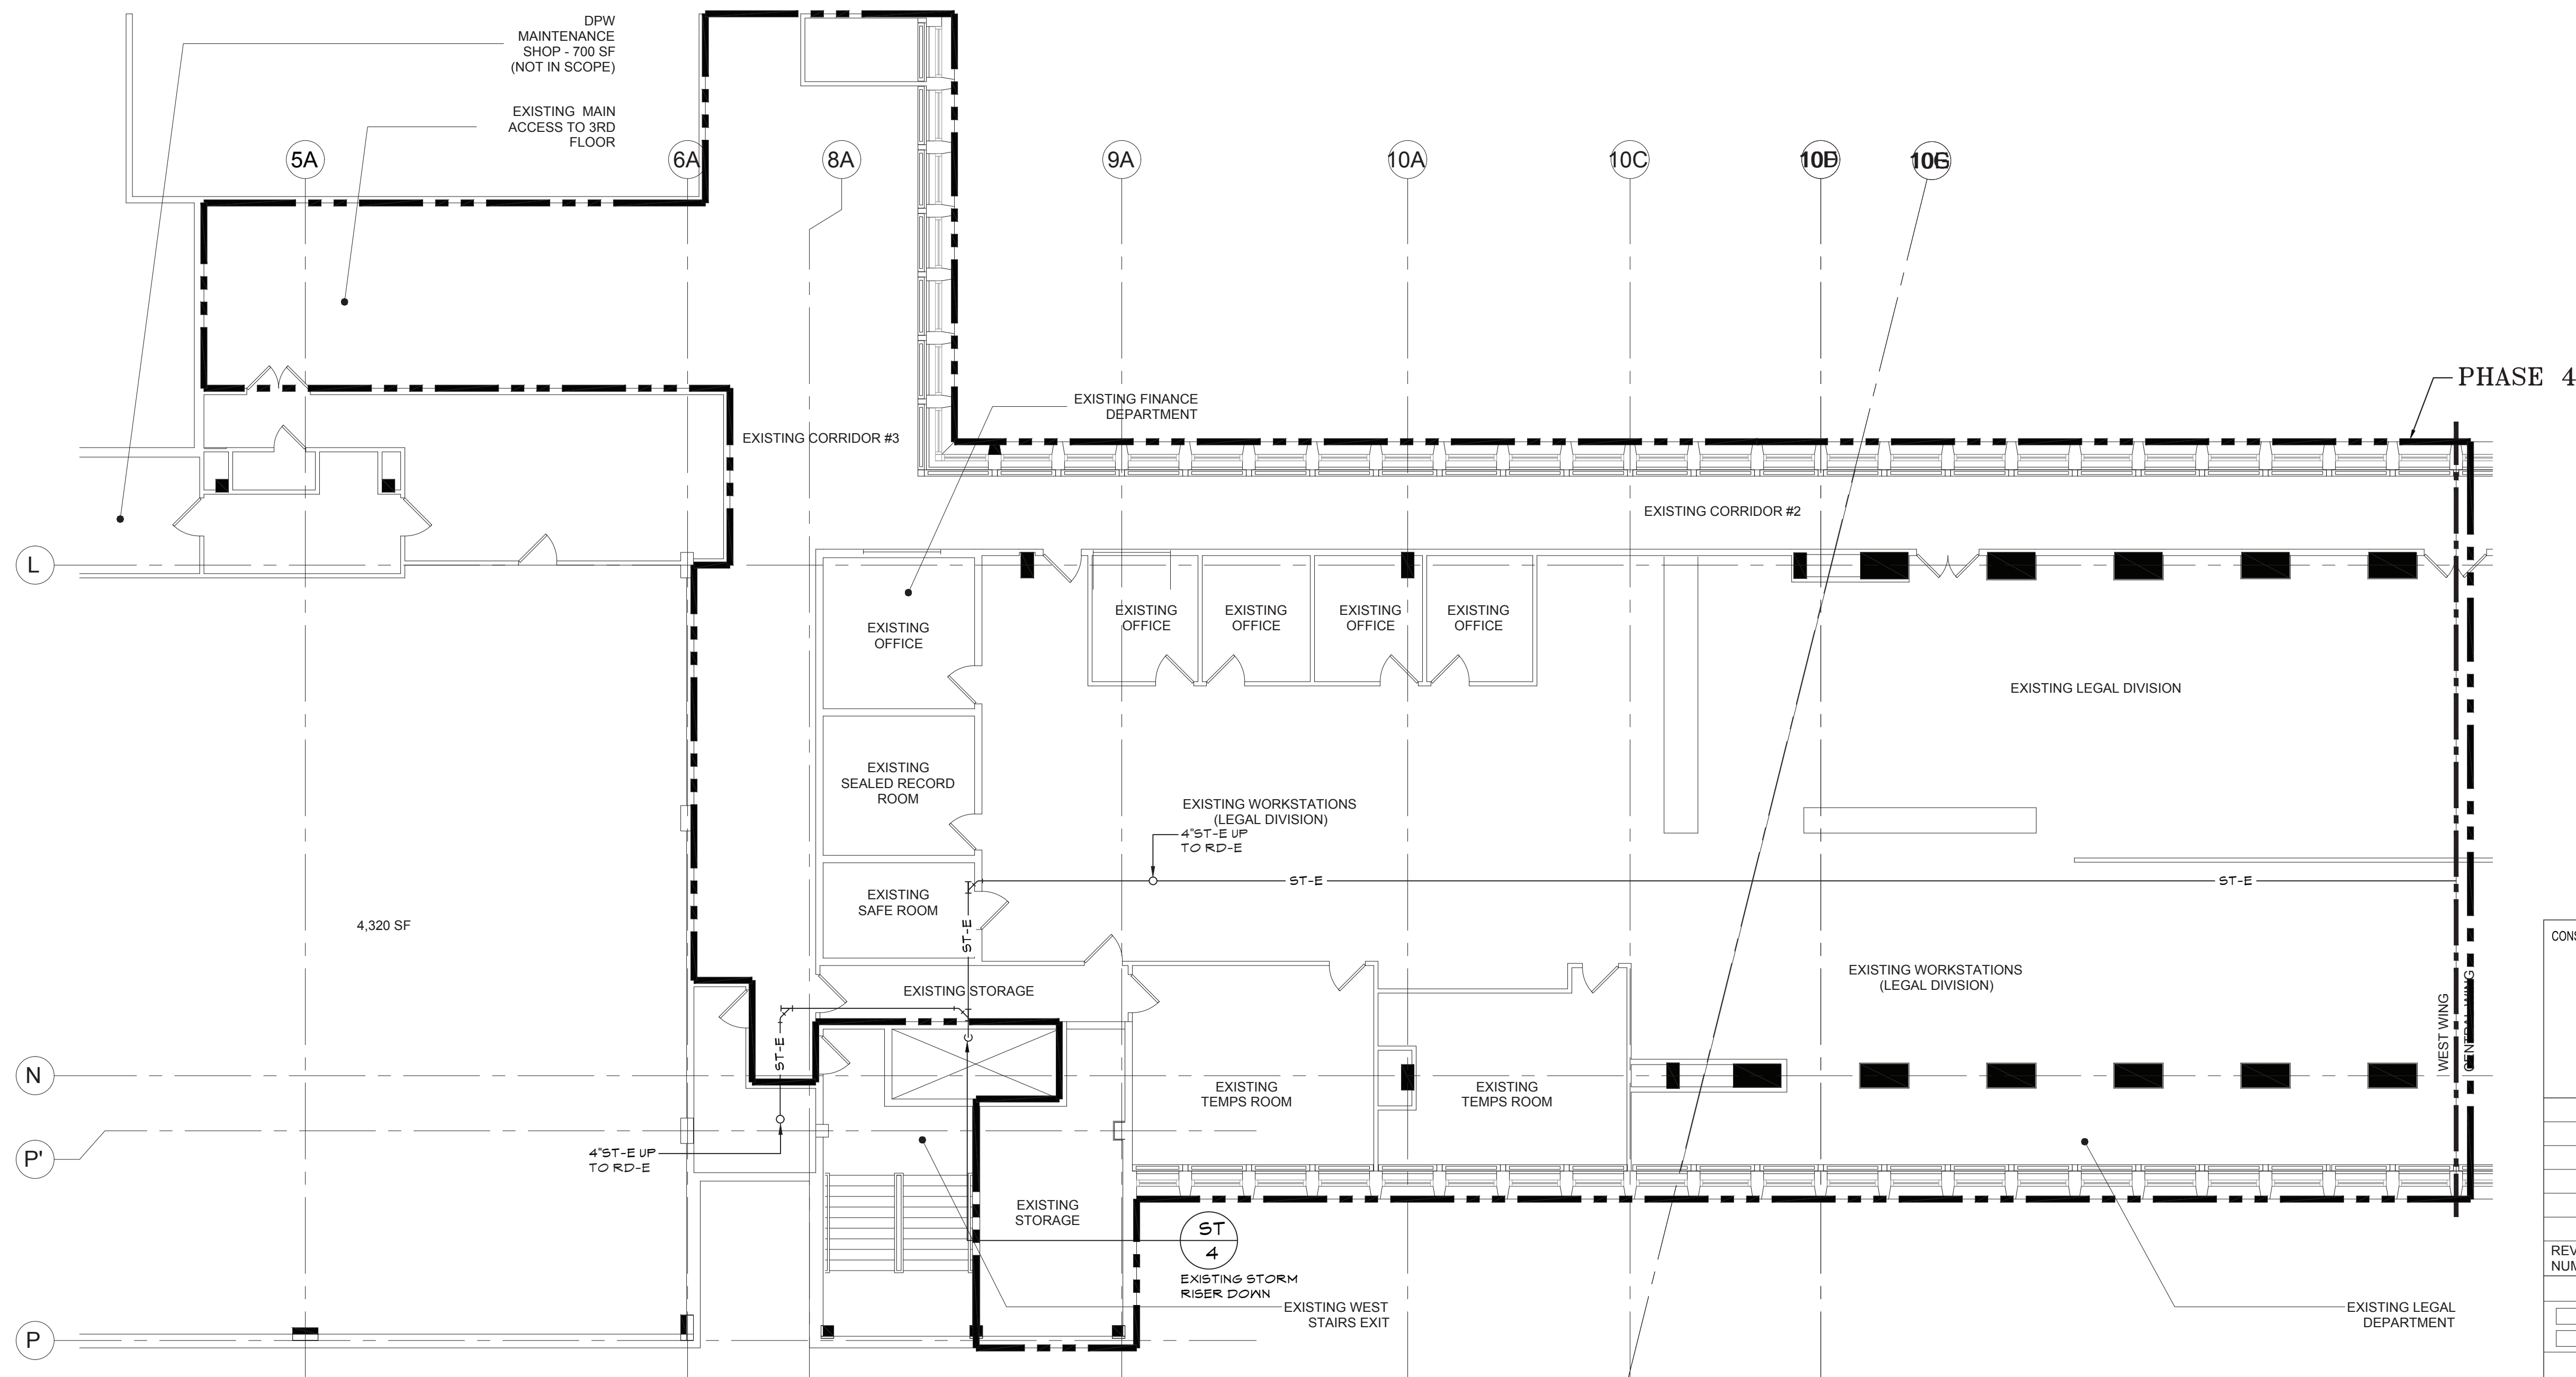 DPW
MAINTENANCE
SHOP - 700 SF
(NOT IN SCOPE)
EXISTING MAIN
ACCESS TO 3RD
FLOOR
5A
6A
8A
9A
10A
10C
PHASE 4
EXISTING FINANCE
DEPARTMENT
EXISTING CORRIDOR #3
EXISTING CORRIDOR #2
L
EXISTING
OFFICE
EXISTING
OFFICE
EXISTING
OFFICE
EXISTING
OFFICE
EXISTING
OFFICE
EXISTING LEGAL DIVISION
EXISTING
SEALED RECORD
ROOM
EXISTING WORKSTATIONS
(LEGAL DIVISION)
4"ST-E UP
TO RD-E
ST-E
ST-E
EXISTING
SAFE ROOM
ST-E
4,320 SF
EXISTING STORAGE
EXISTING WORKSTATIONS
(LEGAL DIVISION)
WEST WING
CENTRAL WING
ST-E
N
EXISTING
TEMPS ROOM
EXISTING
TEMPS ROOM
P'
4"ST-E UP
TO RD-E
EXISTING
STORAGE
ST
4
EXISTING STORM
RISER DOWN
EXISTING WEST
STAIRS EXIT
EXISTING LEGAL
DEPARTMENT
P
CONS
REV
NUM